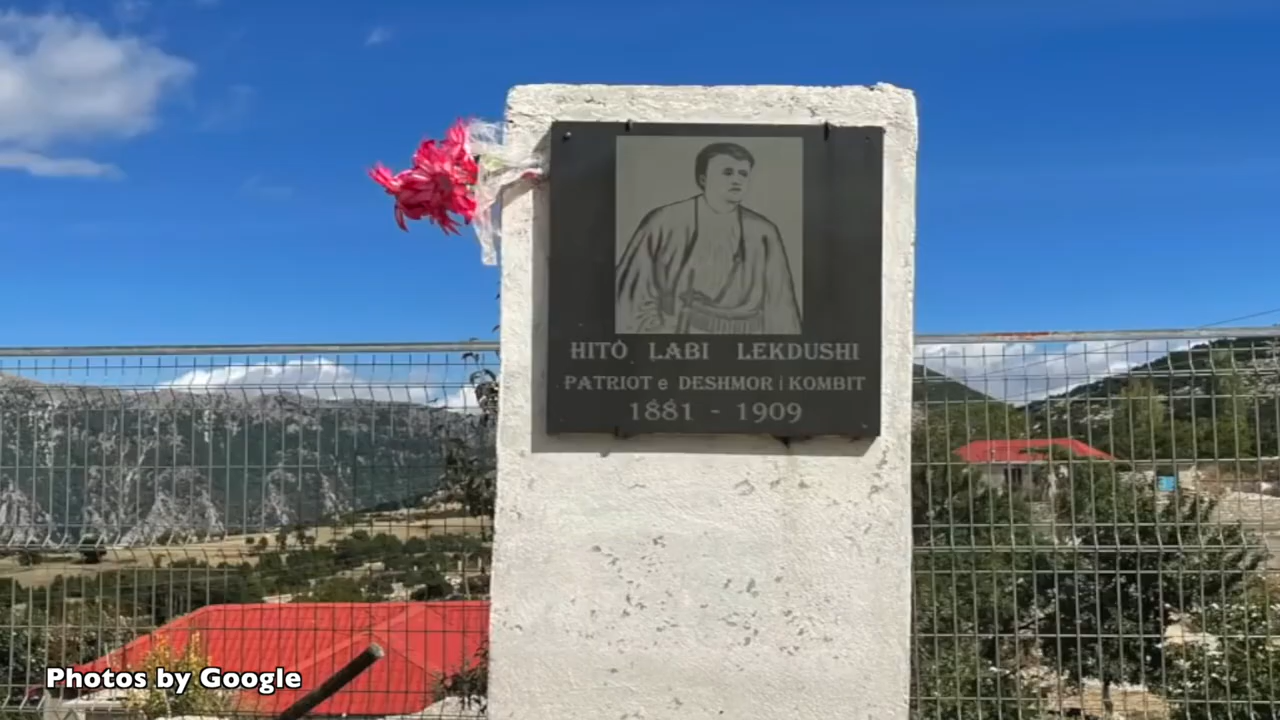 HITO LABI LEKDUSHI
PATRIOT e DESHMOR i KOMBIT
1881 - 1909
Photos by Google